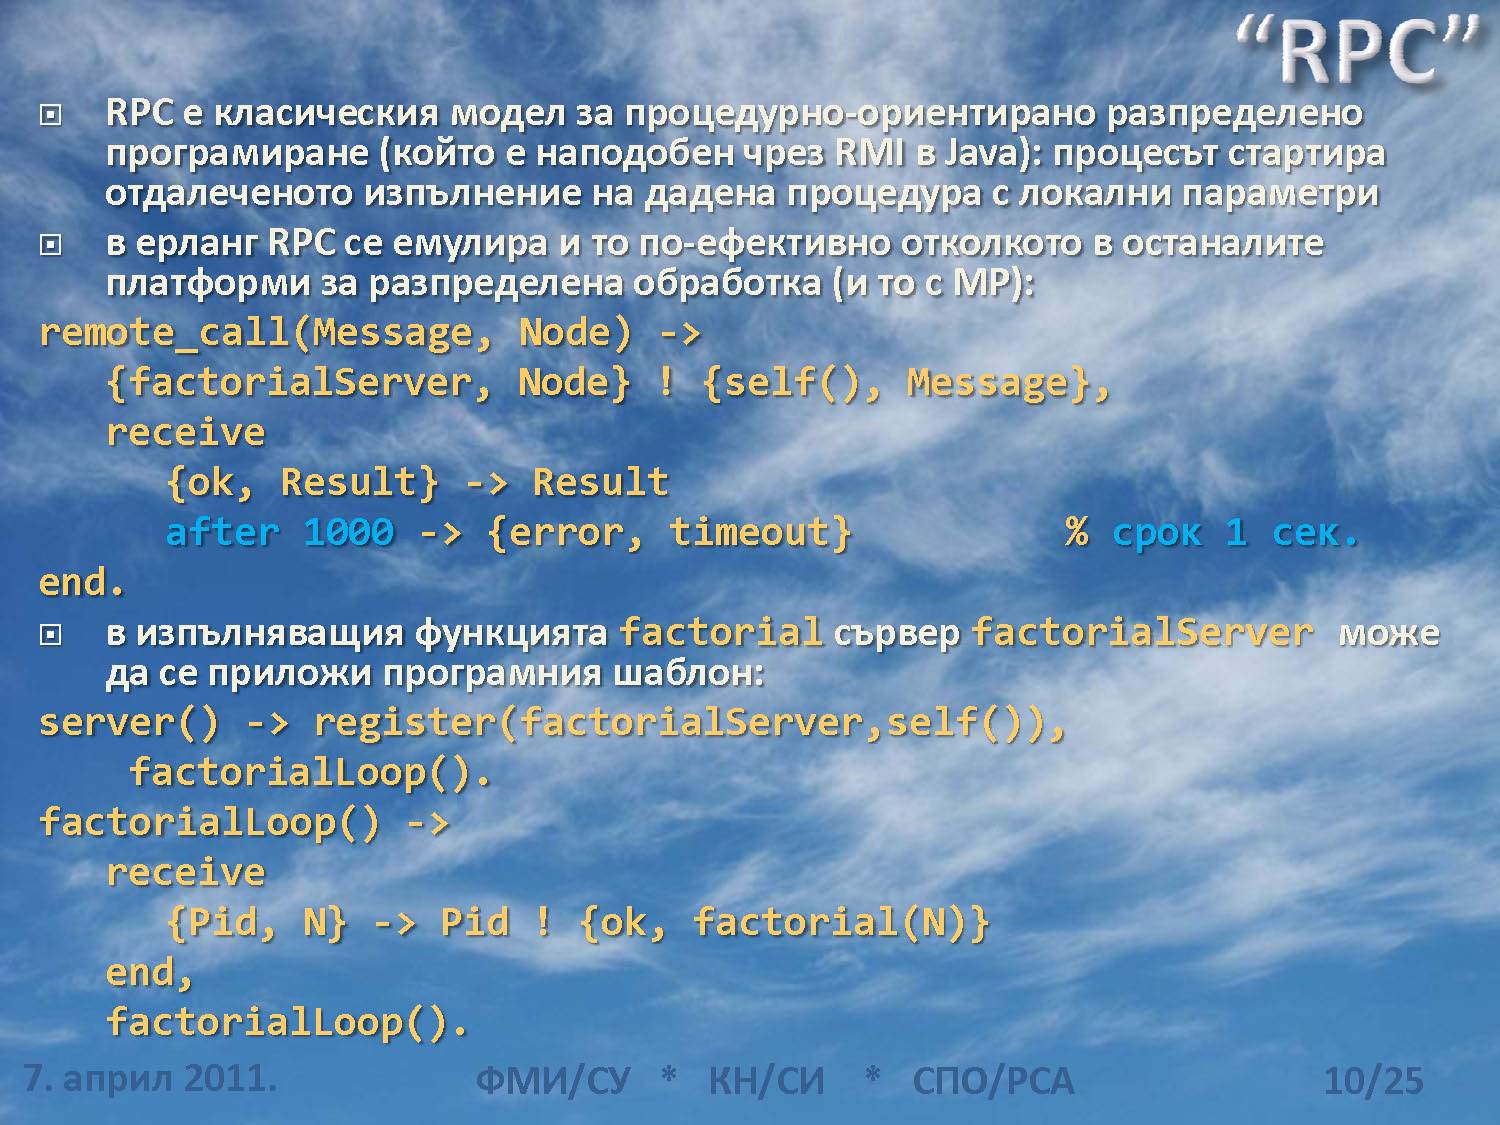 “RPC”
RPC е класическия модел за процедурно-ориентирано разпределено
програмиране (който е наподобен чрез RMI в Java): процесът стартира
отдалеченото изпълнение на дадена процедура с локални параметри
в ерланг RPC се емулира и то по-ефективно отколкото в останалите
платформи за разпределена обработка (и то с MP):
remote_call(Message, Node) ->
{factorialServer, Node} ! {self(), Message},
receive
{ok, Result} -> Result
after 1000 -> {error, timeout} % срок 1 сек.
end.
в изпълняващия функцията factorial сървер factorialServer може
да се приложи програмния шаблон:
server() -> register(factorialServer,self()),
factorialLoop().
factorialLoop() ->
receive
{Pid, N} -> Pid ! {ok, factorial(N)}
end,
factorialLoop().
7. април 2011. ФМИ/СУ * КН/СИ * СПО/РСА 10/25